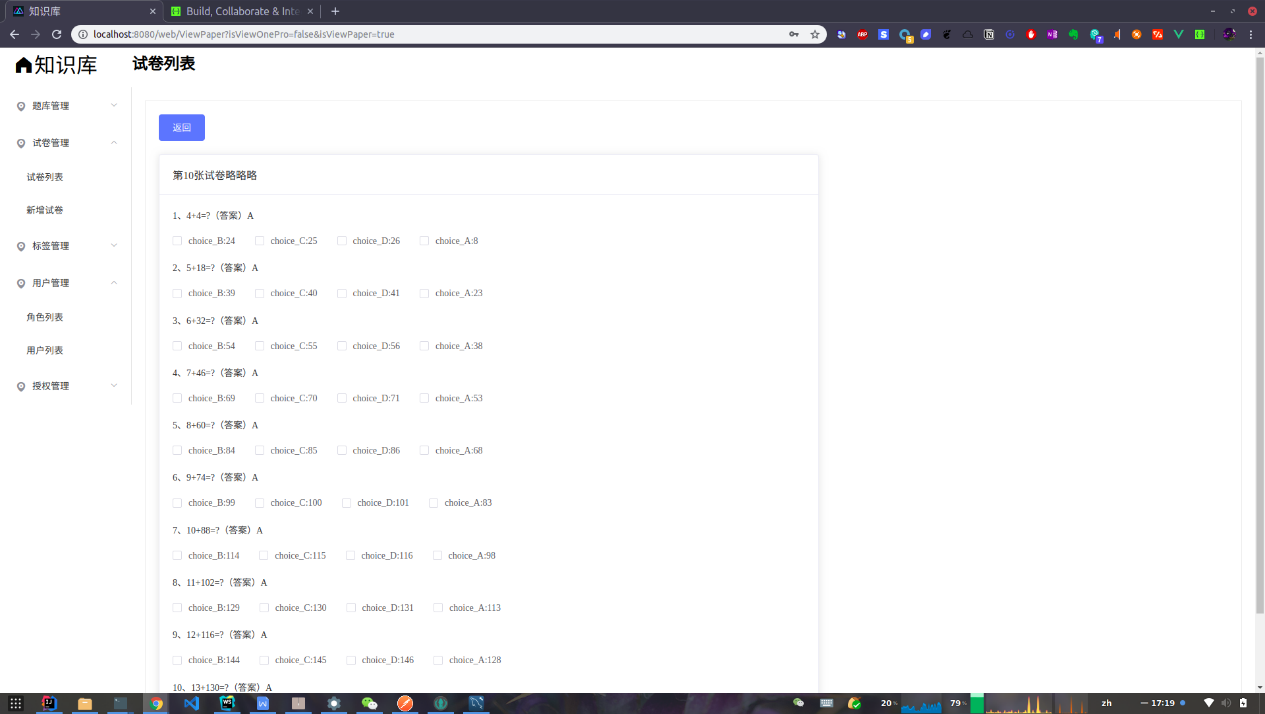 知识库
Build, Collaborate & Inte
localhost:8080/web/ViewPaper?isViewOnePro=false&isViewPaper=true
知识库
试卷列表
题库管理
试卷管理
试卷列表
新增试卷
标签管理
用户管理
角色列表
用户列表
授权管理
返回
第10张试卷略略略
1、4+4=?（答案）A
choice_B:24 choice_C:25 choice_D:26 choice_A:8
2、5+18=?（答案）A
choice_B:39 choice_C:40 choice_D:41 choice_A:23
3、6+32=?（答案）A
choice_B:54 choice_C:55 choice_D:56 choice_A:38
4、7+46=?（答案）A
choice_B:69 choice_C:70 choice_D:71 choice_A:53
5、8+60=?（答案）A
choice_B:84 choice_C:85 choice_D:86 choice_A:68
6、9+74=?（答案）A
choice_B:99 choice_C:100 choice_D:101 choice_A:83
7、10+88=?（答案）A
choice_B:114 choice_C:115 choice_D:116 choice_A:98
8、11+102=?（答案）A
choice_B:129 choice_C:130 choice_D:131 choice_A:113
9、12+116=?（答案）A
choice_B:144 choice_C:145 choice_D:146 choice_A:128
10、13+130=?（答案）A
20% 79% zh — 17:19